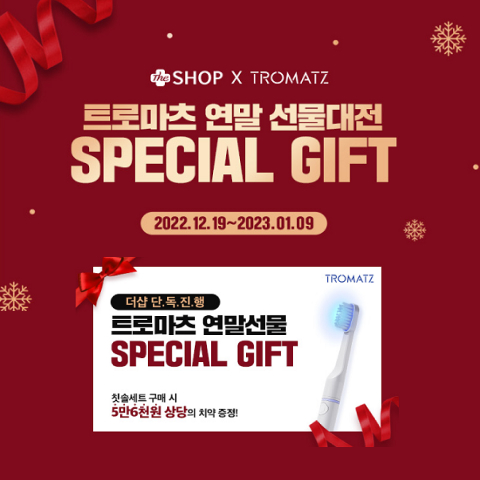 The SHOP X TROMATZ
트로마츠 연말 선물대전
SPECIAL GIFT
2022.12.19~2023.01.09
TROMATZ
더샵 단.독.진.행
트로마츠 연말선물
SPECIAL GIFT
칫솔세트 구매 시
5만6천원 상당의 치약 증정!